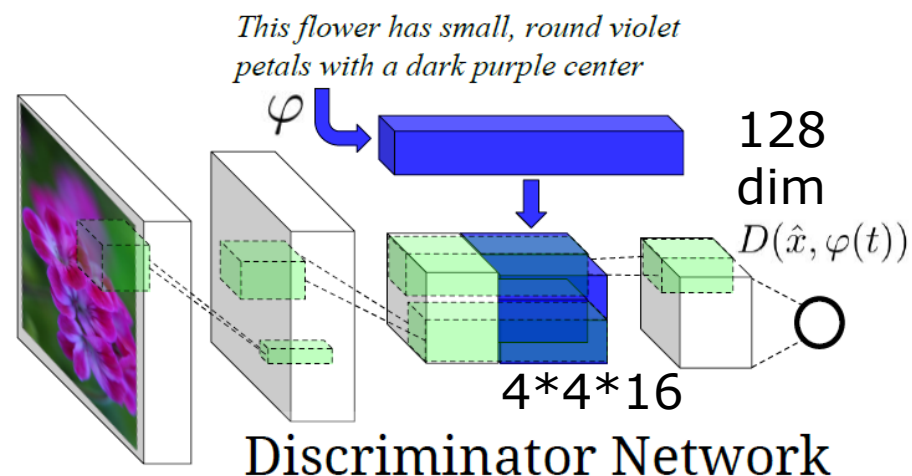 This flower has small, round violet
petals with a dark purple center
φ
128
dim
D(x̂, φ(t))
4*4*16
Discriminator Network